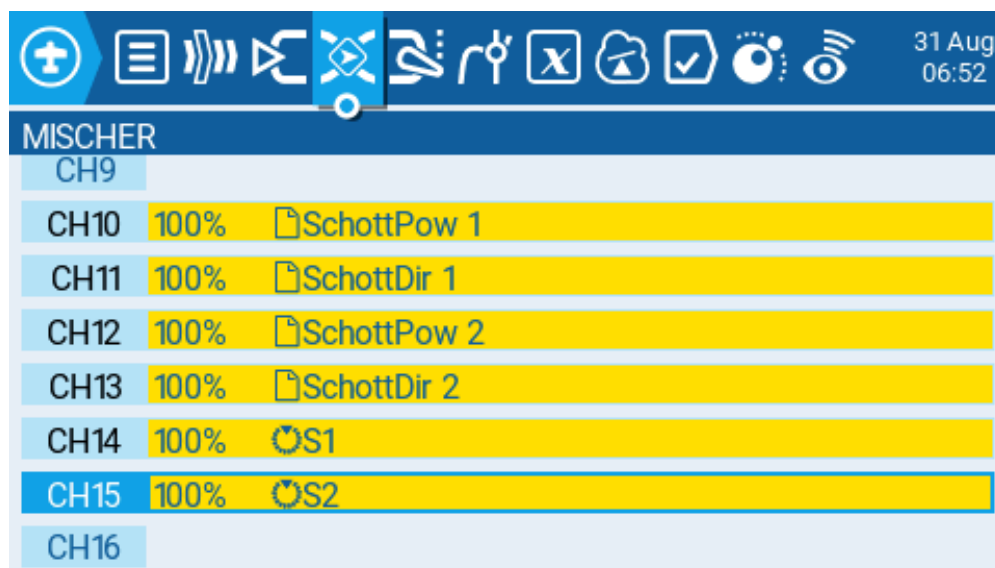 31 Aug
06:52
MISCHER
CH9
CH10 100% SchottPow 1
CH11 100% SchottDir 1
CH12 100% SchottPow 2
CH13 100% SchottDir 2
CH14 100% S1
CH15 100% S2
CH16